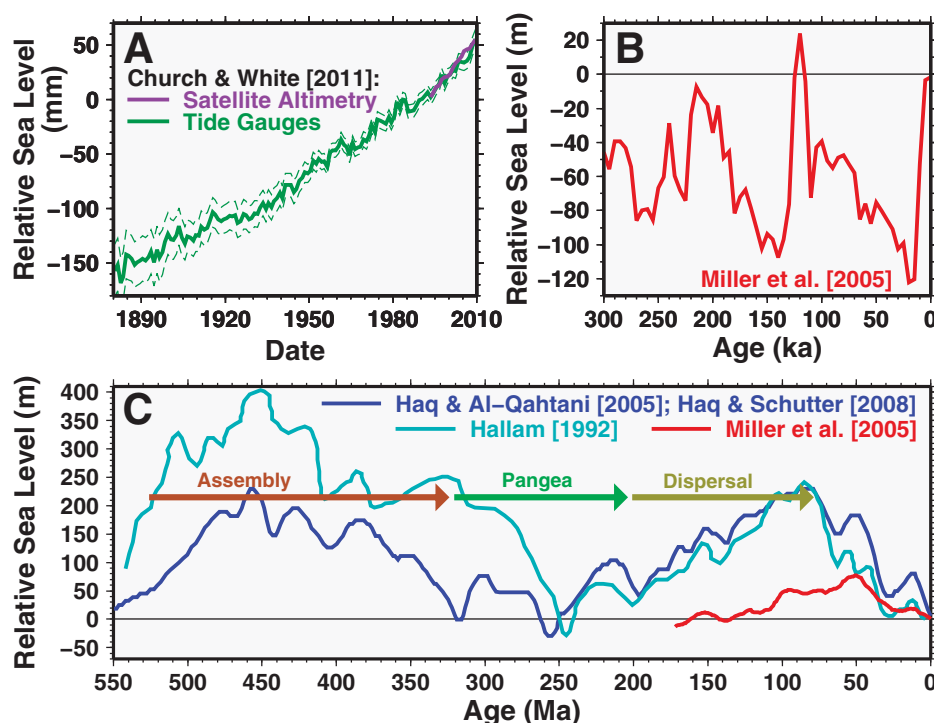 A
Church & White [2011]:
Satellite Altimetry
Tide Gauges
Relative Sea Level
(mm)
50
0
−50
−100
−150
1890 1920 1950 1980 2010
Date
B
Relative Sea Level (m)
20
0
−20
−40
−60
−80
−100
−120
Miller et al. [2005]
300 250 200 150 100 50 0
Age (ka)
C
Haq & Al−Qahtani [2005]; Haq & Schutter [2008]
Hallam [1992] Miller et al. [2005]
Assembly Pangea Dispersal
Relative Sea Level (m)
400
350
300
250
200
150
100
50
0
−50
550 500 450 400 350 300 250 200 150 100 50 0
Age (Ma)